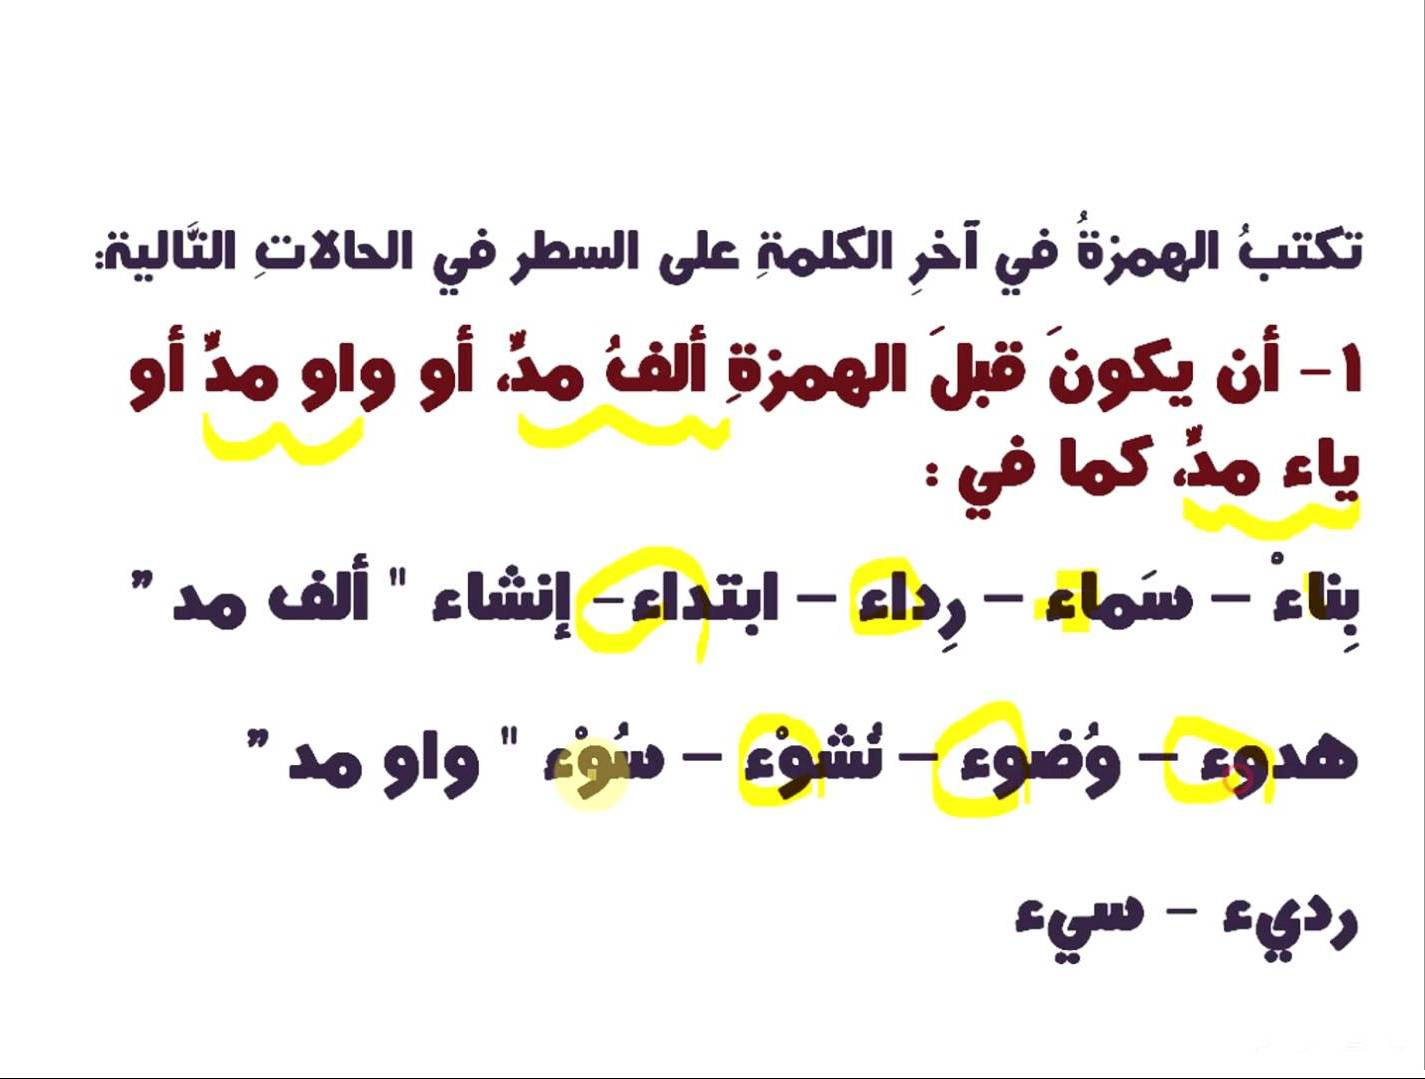 تكتبُ الهمزةُ في آخرِ الكلمةِ على السطر في الحالاتِ التَّالية:
١- أن يكونَ قبلَ الهمزةِ ألفُ مدٍّ، أو واو مدٍّ أو
ياء مدٍّ، كما في :
بِناءْ – سَماء – رِداء – ابتداء– إنشاء " ألف مد ”
هدوء – وُضوء – نُشوْء – سُوْء " واو مد ”
رديء – سيء